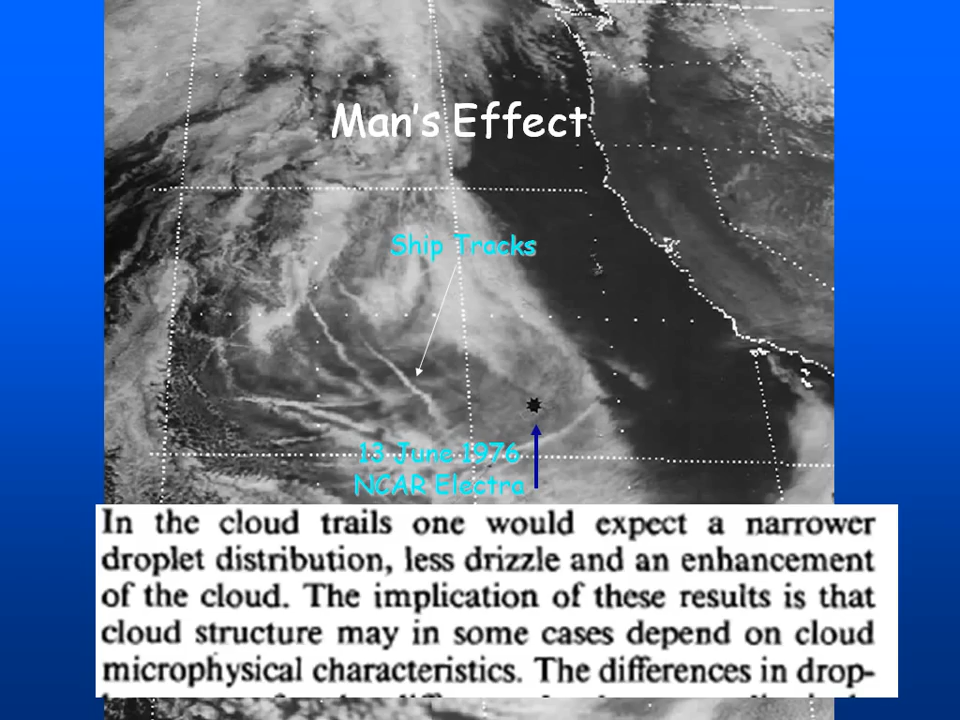 Man's Effect
Ship Tracks
13 June 1976
NCAR Electra
In the cloud trails one would expect a narrower
droplet distribution, less drizzle and an enhancement
of the cloud. The implication of these results is that
cloud structure may in some cases depend on cloud
microphysical characteristics. The differences in drop-